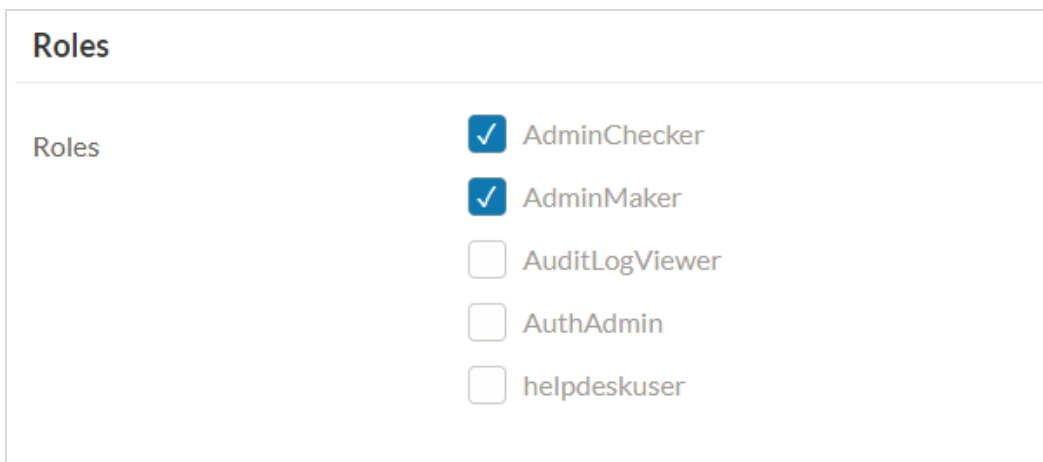 Roles
Roles
AdminChecker
AdminMaker
AuditLogViewer
AuthAdmin
helpdeskuser